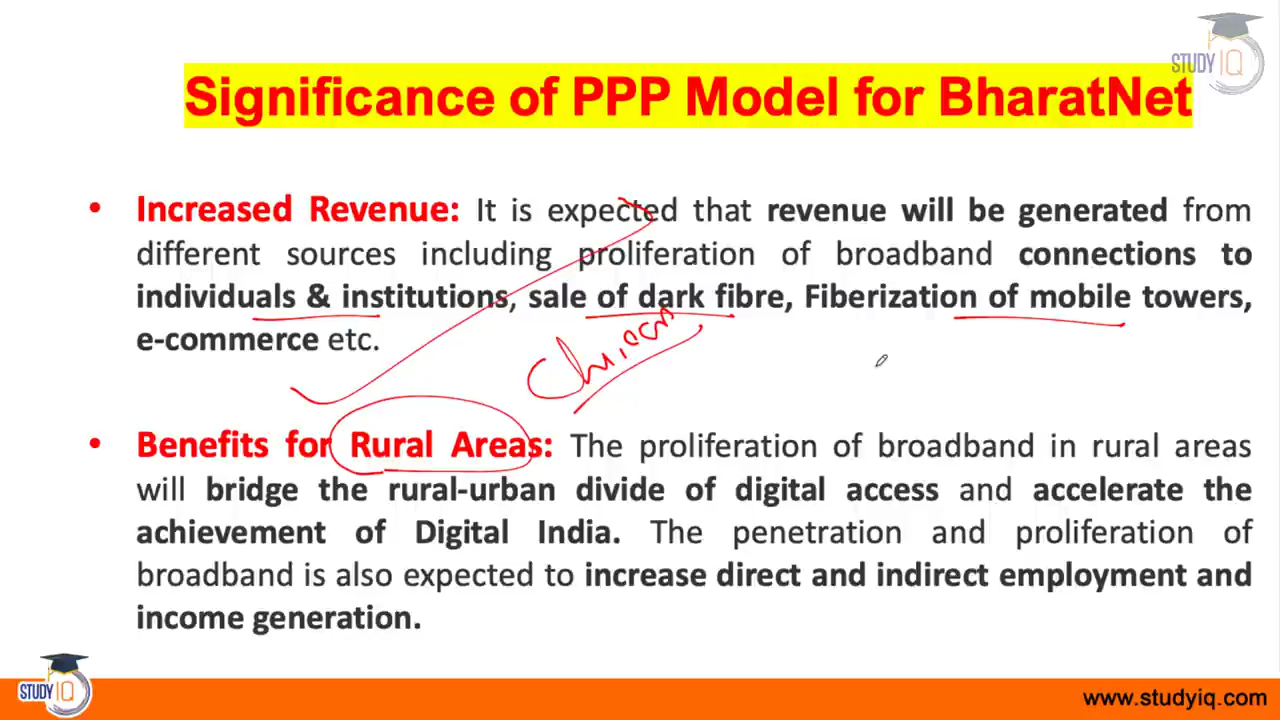 STUDY IQ
Significance of PPP Model for BharatNet
• Increased Revenue: It is expected that revenue will be generated from
different sources including proliferation of broadband connections to
individuals & institutions, sale of dark fibre, Fiberization of mobile towers,
e-commerce etc.
• Benefits for Rural Areas: The proliferation of broadband in rural areas
will bridge the rural-urban divide of digital access and accelerate the
achievement of Digital India. The penetration and proliferation of
broadband is also expected to increase direct and indirect employment and
income generation.
STUDY IQ
www.studyiq.com